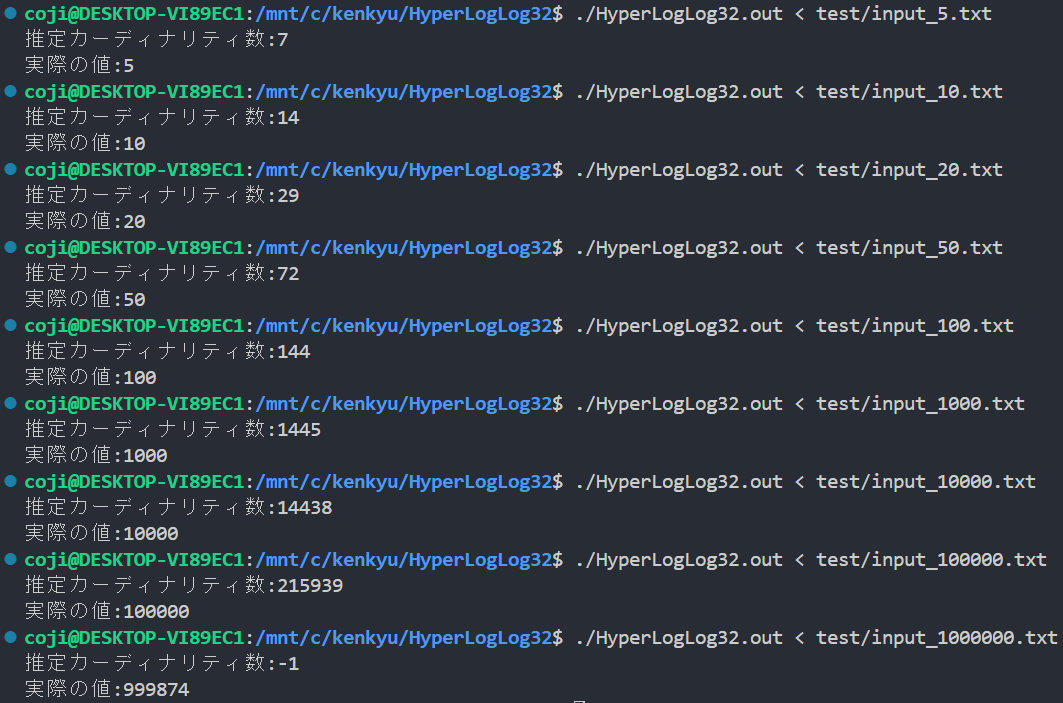 coji@DESKTOP-VI89EC1:/mnt/c/kenkyu/HyperLogLog32$ ./HyperLogLog32.out < test/input_5.txt
推定カーディナリティ数:7
実際の値:5
coji@DESKTOP-VI89EC1:/mnt/c/kenkyu/HyperLogLog32$ ./HyperLogLog32.out < test/input_10.txt
推定カーディナリティ数:14
実際の値:10
coji@DESKTOP-VI89EC1:/mnt/c/kenkyu/HyperLogLog32$ ./HyperLogLog32.out < test/input_20.txt
推定カーディナリティ数:29
実際の値:20
coji@DESKTOP-VI89EC1:/mnt/c/kenkyu/HyperLogLog32$ ./HyperLogLog32.out < test/input_50.txt
推定カーディナリティ数:72
実際の値:50
coji@DESKTOP-VI89EC1:/mnt/c/kenkyu/HyperLogLog32$ ./HyperLogLog32.out < test/input_100.txt
推定カーディナリティ数:144
実際の値:100
coji@DESKTOP-VI89EC1:/mnt/c/kenkyu/HyperLogLog32$ ./HyperLogLog32.out < test/input_1000.txt
推定カーディナリティ数:1445
実際の値:1000
coji@DESKTOP-VI89EC1:/mnt/c/kenkyu/HyperLogLog32$ ./HyperLogLog32.out < test/input_10000.txt
推定カーディナリティ数:14438
実際の値:10000
coji@DESKTOP-VI89EC1:/mnt/c/kenkyu/HyperLogLog32$ ./HyperLogLog32.out < test/input_100000.txt
推定カーディナリティ数:215939
実際の値:100000
coji@DESKTOP-VI89EC1:/mnt/c/kenkyu/HyperLogLog32$ ./HyperLogLog32.out < test/input_1000000.txt
推定カーディナリティ数:-1
実際の値:999874